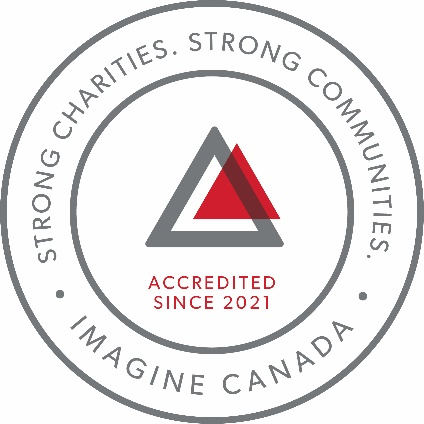 STRONG CHARITIES. STRONG COMMUNITIES.
ACCREDITED
SINCE 2021
IMAGINE CANADA